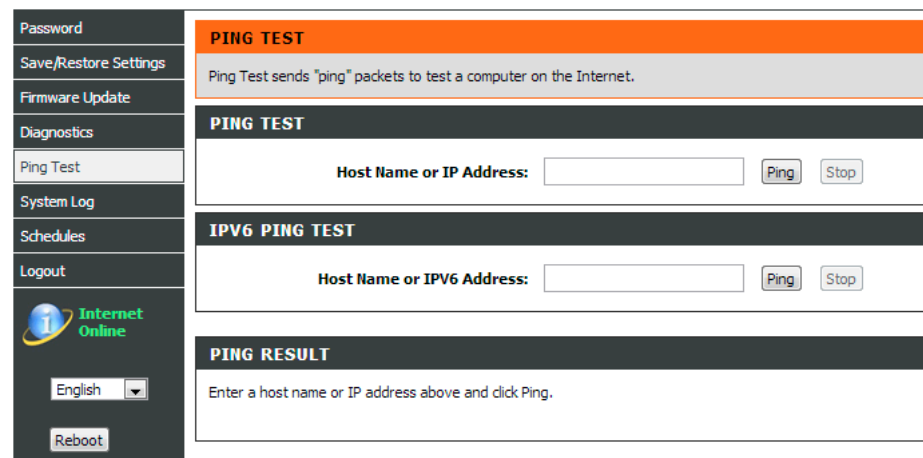 Password
Save/Restore Settings
Firmware Update
Diagnostics
Ping Test
System Log
Schedules
Logout
Internet
Online
English
Reboot
PING TEST
Ping Test sends "ping" packets to test a computer on the Internet.
PING TEST
Host Name or IP Address: Ping Stop
IPV6 PING TEST
Host Name or IPV6 Address: Ping Stop
PING RESULT
Enter a host name or IP address above and click Ping.